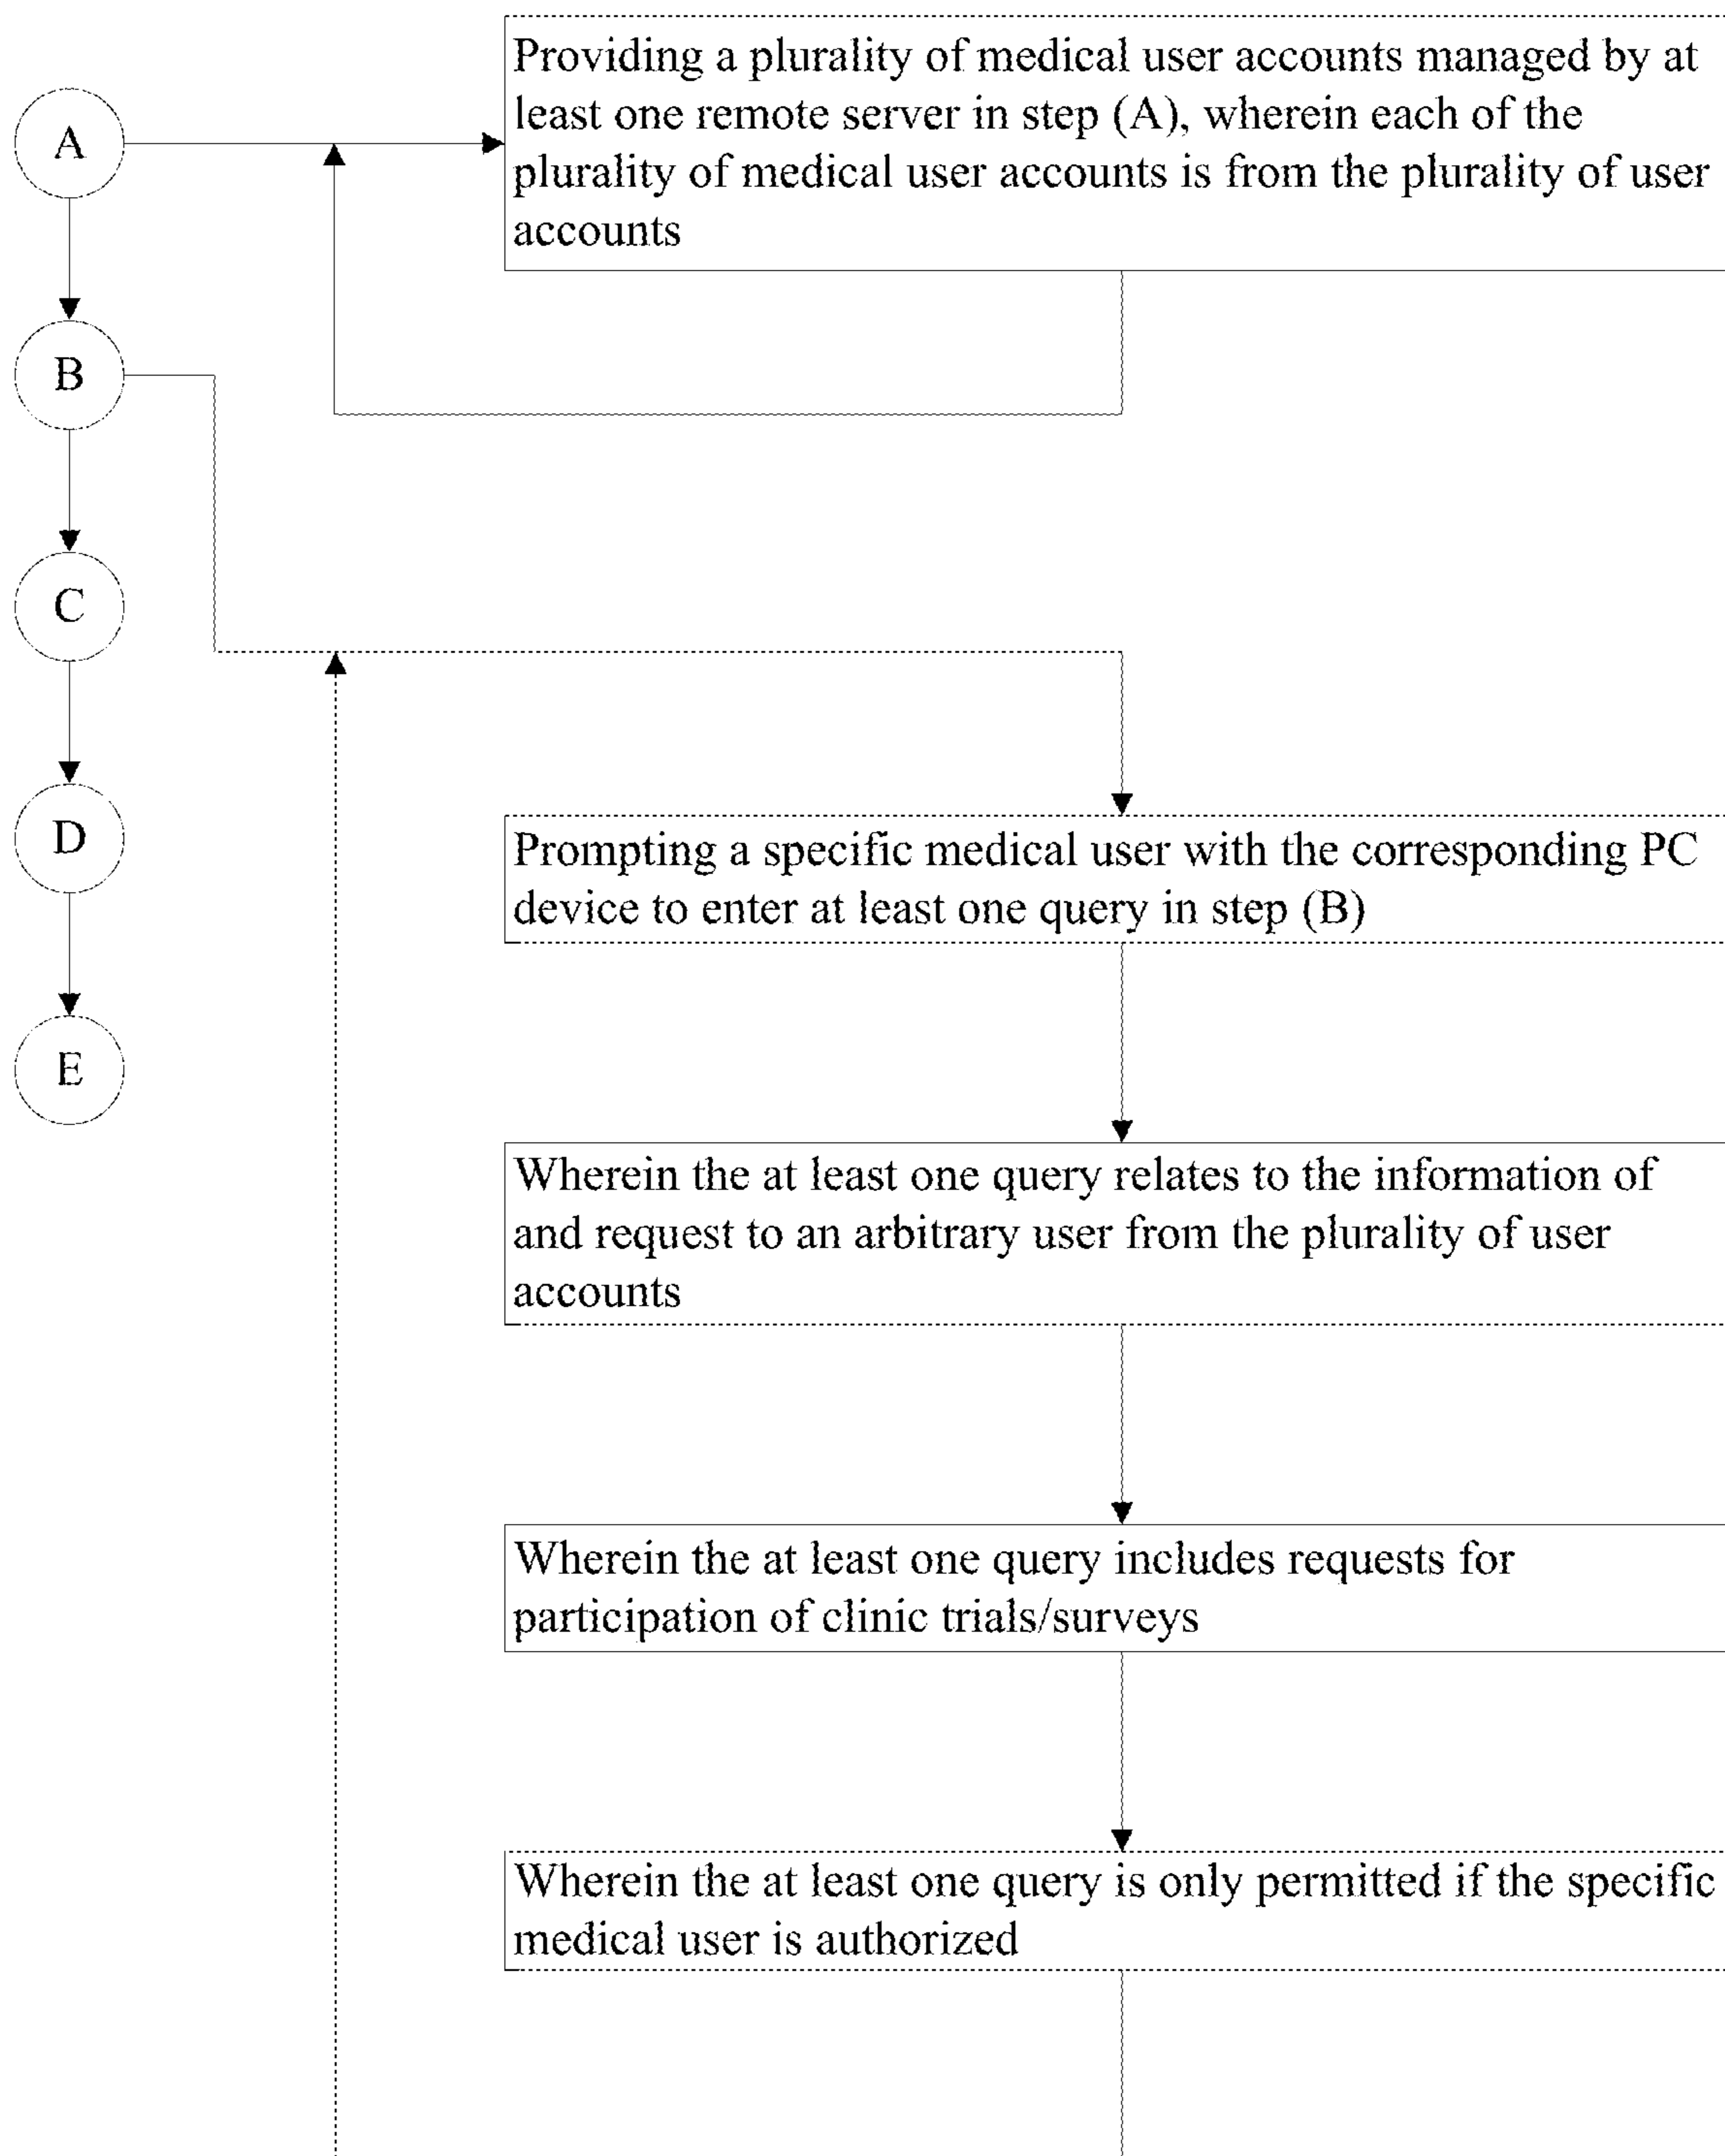 A
Providing a plurality of medical user accounts managed by at
least one remote server in step (A), wherein each of the
plurality of medical user accounts is from the plurality of user
accounts
B
C
D
E
Prompting a specific medical user with the corresponding PC
device to enter at least one query in step (B)
Wherein the at least one query relates to the information of
and request to an arbitrary user from the plurality of user
accounts
Wherein the at least one query includes requests for
participation of clinic trials/surveys
Wherein the at least one query is only permitted if the specific
medical user is authorized